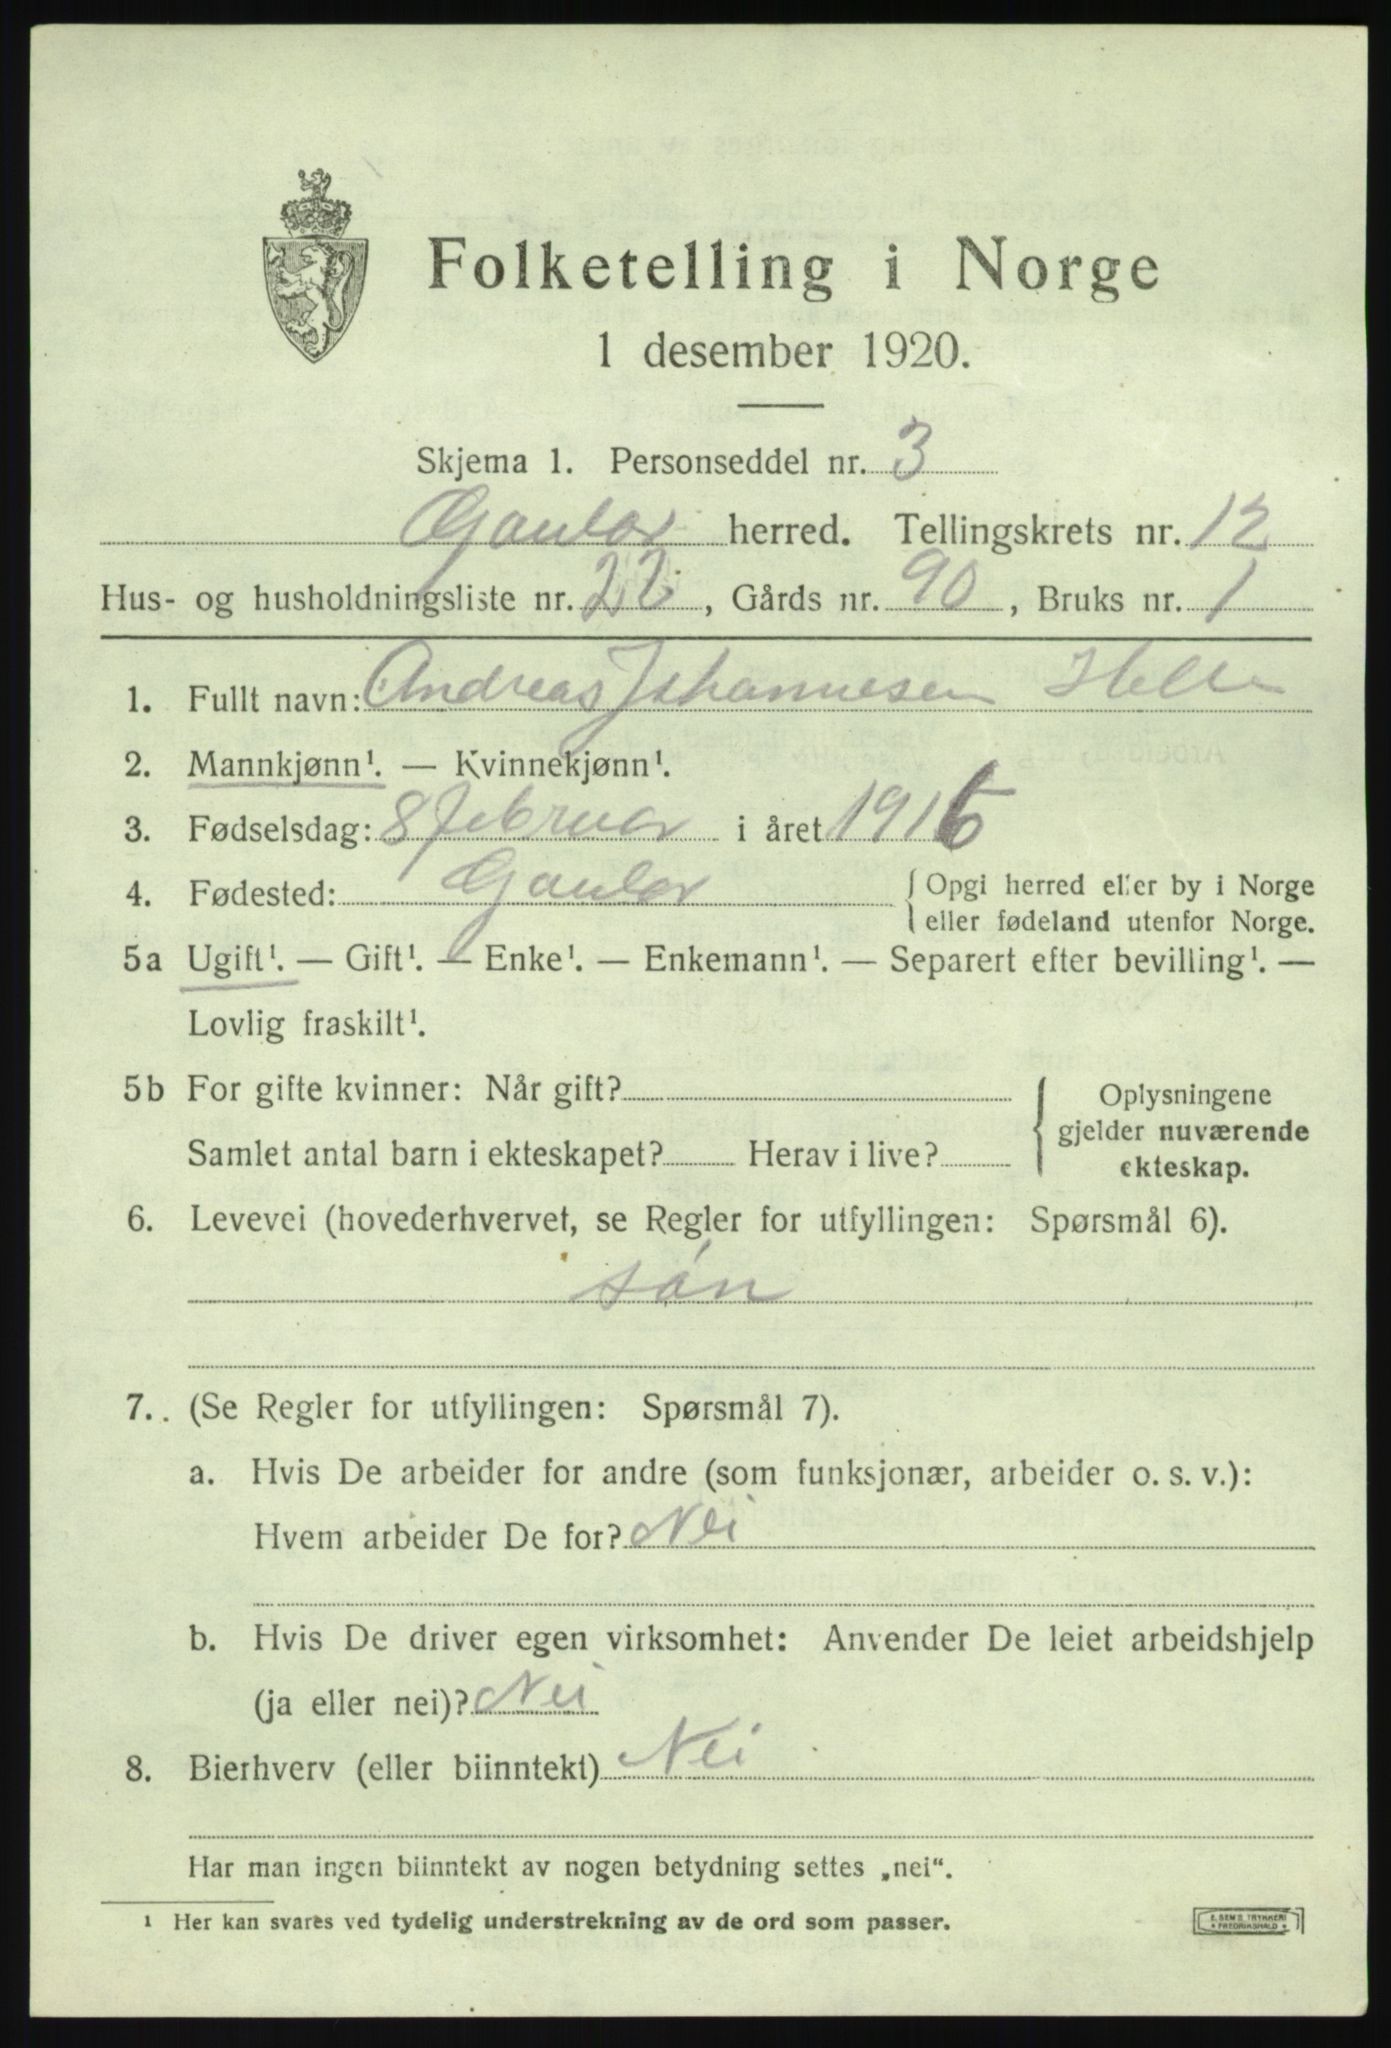 Folketelling i Norge
1 desember 1920.
Skjema 1. Personseddel nr. 3
Gaular herred. Tellingskrets nr. 12
Hus- og husholdningsliste nr. 22, Gårds nr. 90, Bruks nr. 1
1. Fullt navn: Andreas Johannesen Helle
2. Mannkjønn¹. — Kvinnekjønn¹.
3. Fødselsdag: 8 februar i året 1916
4. Fødested: Gaular { Opgi herred eller by i Norge
eller fødeland utenfor Norge.
5a Ugift¹. — Gift¹. — Enke¹. — Enkemann¹. — Separert efter bevilling¹. —
Lovlig fraskilt¹.
5b For gifte kvinner: Når gift?
Samlet antal barn i ekteskapet? Herav i live?
{ Oplysningene
gjelder nuværende
ekteskap.
6. Levevei (hovederhvervet, se Regler for utfyllingen: Spørsmål 6).
søn
7. (Se Regler for utfyllingen: Spørsmål 7).
a. Hvis De arbeider for andre (som funksjonær, arbeider o. s. v.):
Hvem arbeider De for? Nei
b. Hvis De driver egen virksomhet: Anvender De leiet arbeidshjelp
(ja eller nei)? Nei
8. Bierhverv (eller biinntekt) Nei
Har man ingen biinntekt av nogen betydning settes „nei“.
¹ Her kan svares ved tydelig understrekning av de ord som passer.
E. SEM'S TRYKKERI
• FREDRIKSHALD •